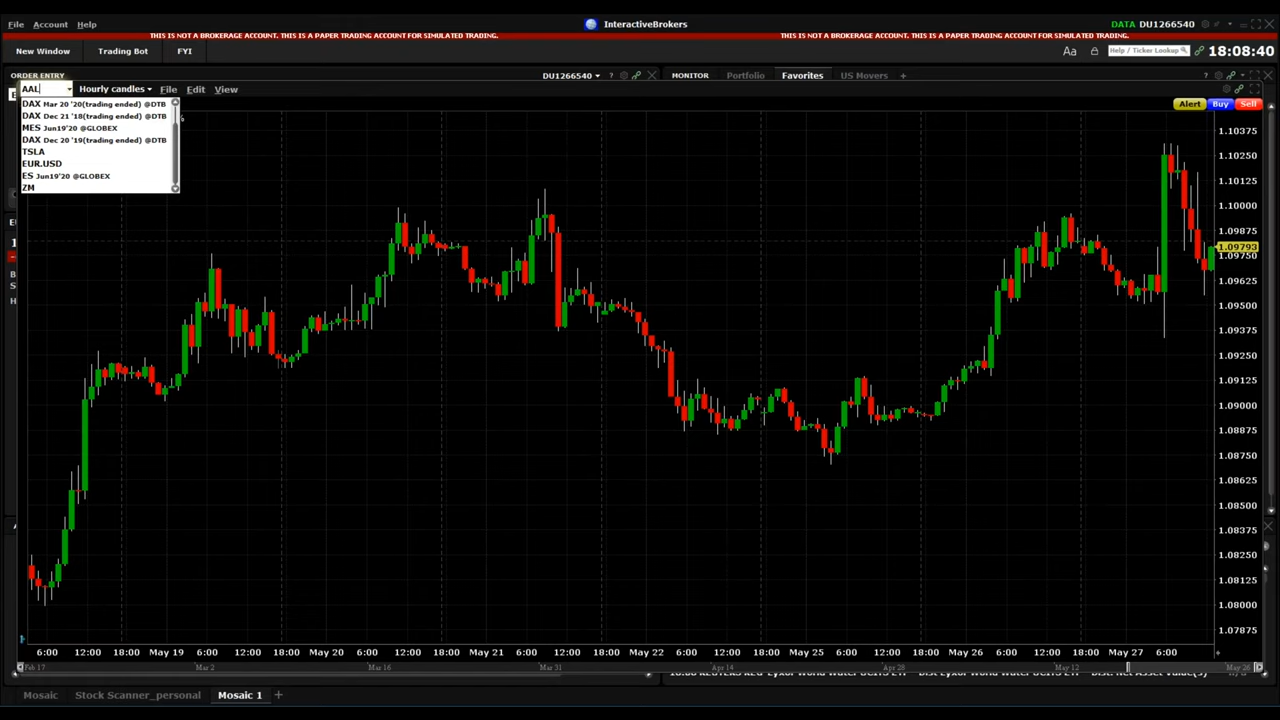 File Account Help
InteractiveBrokers
DATA DU1266540
THIS IS NOT A BROKERAGE ACCOUNT. THIS IS A PAPER TRADING ACCOUNT FOR SIMULATED TRADING.
THIS IS NOT A BROKERAGE ACCOUNT. THIS IS A PAPER TRADING ACCOUNT FOR SIMULATED TRADING.
New Window Trading Bot FYI
Aa Help / Ticker Lookup 18:08:40
ORDER ENTRY DU1266540
MONITOR Portfolio Favorites US Movers +
AAL Hourly candles File Edit View
Alert Buy Sell
DAX Mar 20 '20(trading ended) @DTB
DAX Dec 21 '18(trading ended) @DTB
MES Jun19'20 @GLOBEX
DAX Dec 20 '19(trading ended) @DTB
TSLA
EUR.USD
ES Jun19'20 @GLOBEX
ZM
1.10375
1.10250
1.10125
1.10000
1.09875
1.09793
1.09750
1.09625
1.09500
1.09375
1.09250
1.09125
1.09000
1.08875
1.08750
1.08625
1.08500
1.08375
1.08250
1.08125
1.08000
1.07875
6:00 12:00 18:00 May 19 6:00 12:00 18:00 May 20 6:00 12:00 18:00 May 21 6:00 12:00 18:00 May 22 6:00 12:00 18:00 May 25 6:00 12:00 18:00 May 26 6:00 12:00 18:00 May 27 6:00
Feb 17 Mar 2 Mar 16 Mar 31 Apr 14 Apr 28 May 12 May 26
Mosaic Stock Scanner_personal Mosaic 1 +